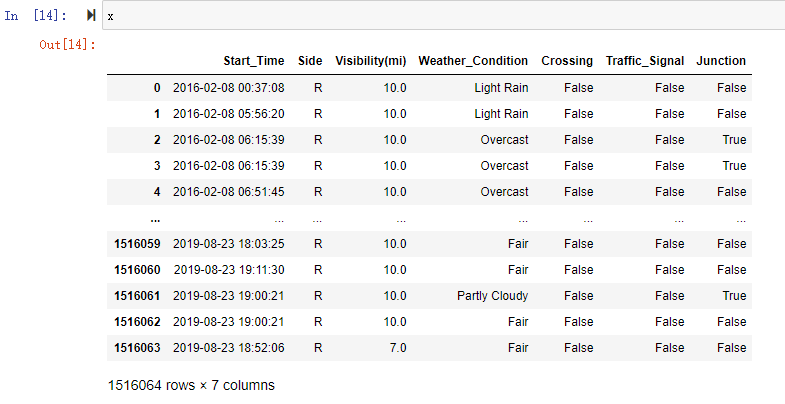 In [14]: x
Out[14]:
Start_Time Side Visibility(mi) Weather_Condition Crossing Traffic_Signal Junction
0 2016-02-08 00:37:08 R 10.0 Light Rain False False False
1 2016-02-08 05:56:20 R 10.0 Light Rain False False False
2 2016-02-08 06:15:39 R 10.0 Overcast False False True
3 2016-02-08 06:15:39 R 10.0 Overcast False False True
4 2016-02-08 06:51:45 R 10.0 Overcast False False False
... ... ... ... ... ... ... ...
1516059 2019-08-23 18:03:25 R 10.0 Fair False False False
1516060 2019-08-23 19:11:30 R 10.0 Fair False False False
1516061 2019-08-23 19:00:21 R 10.0 Partly Cloudy False False True
1516062 2019-08-23 19:00:21 R 10.0 Fair False False False
1516063 2019-08-23 18:52:06 R 7.0 Fair False False False
1516064 rows × 7 columns